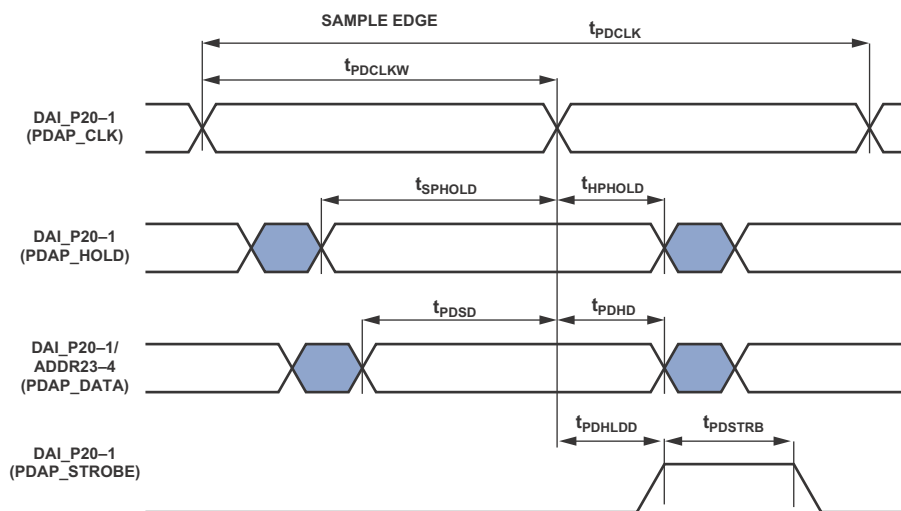 SAMPLE EDGE
tPDCLK
tPDCLKW
DAI_P20–1
(PDAP_CLK)
tSPHOLD
tHPHOLD
DAI_P20–1
(PDAP_HOLD)
tPDSD
tPDHD
DAI_P20–1/
ADDR23–4
(PDAP_DATA)
tPDHLDD
tPDSTRB
DAI_P20–1
(PDAP_STROBE)